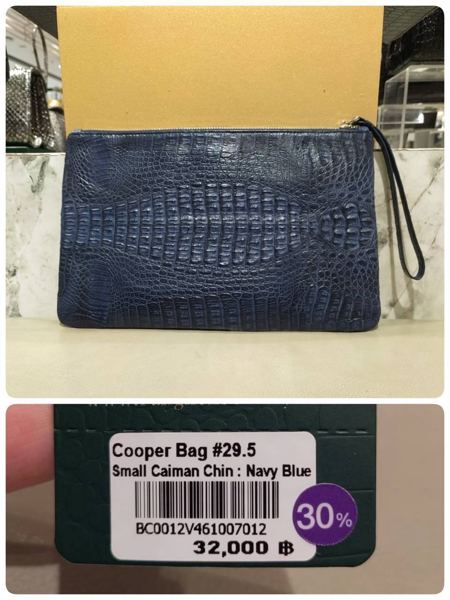 Cooper Bag #29.5
Small Caiman Chin : Navy Blue
BC0012V461007012
30%
32,000 ฿